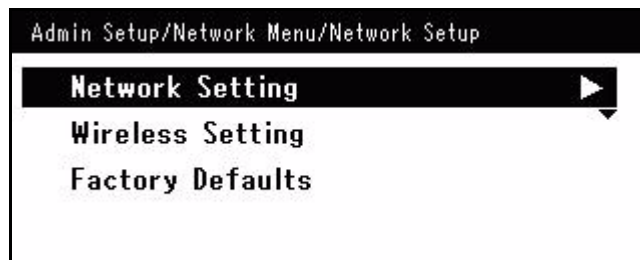 Admin Setup/Network Menu/Network Setup
Network Setting
Wireless Setting
Factory Defaults